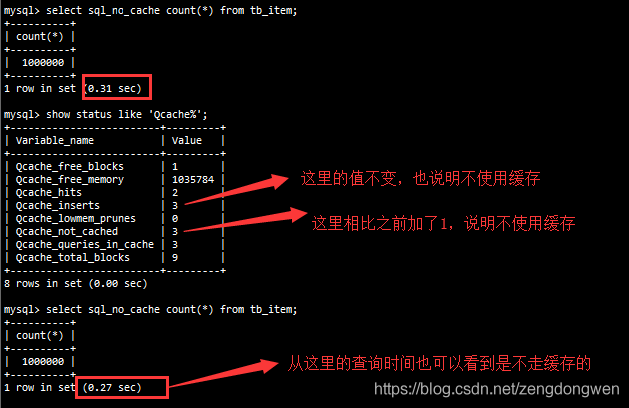 mysql> select sql_no_cache count(*) from tb_item;
+----------+
| count(*) |
+----------+
|  1000000 |
+----------+
1 row in set (0.31 sec)
mysql> show status like 'Qcache%';
+-------------------------+---------+
| Variable_name           | Value   |
+-------------------------+---------+
| Qcache_free_blocks      | 1       |
| Qcache_free_memory      | 1035784 |
| Qcache_hits             | 2       |
| Qcache_inserts          | 3       |
| Qcache_lowmem_prunes    | 0       |
| Qcache_not_cached       | 3       |
| Qcache_queries_in_cache | 3       |
| Qcache_total_blocks     | 9       |
+-------------------------+---------+
8 rows in set (0.00 sec)
这里的值不变，也说明不使用缓存
这里相比之前加了1，说明不使用缓存
mysql> select sql_no_cache count(*) from tb_item;
+----------+
| count(*) |
+----------+
|  1000000 |
+----------+
1 row in set (0.27 sec)
从这里的查询时间也可以看到是不走缓存的
https://blog.csdn.net/zengdongwen